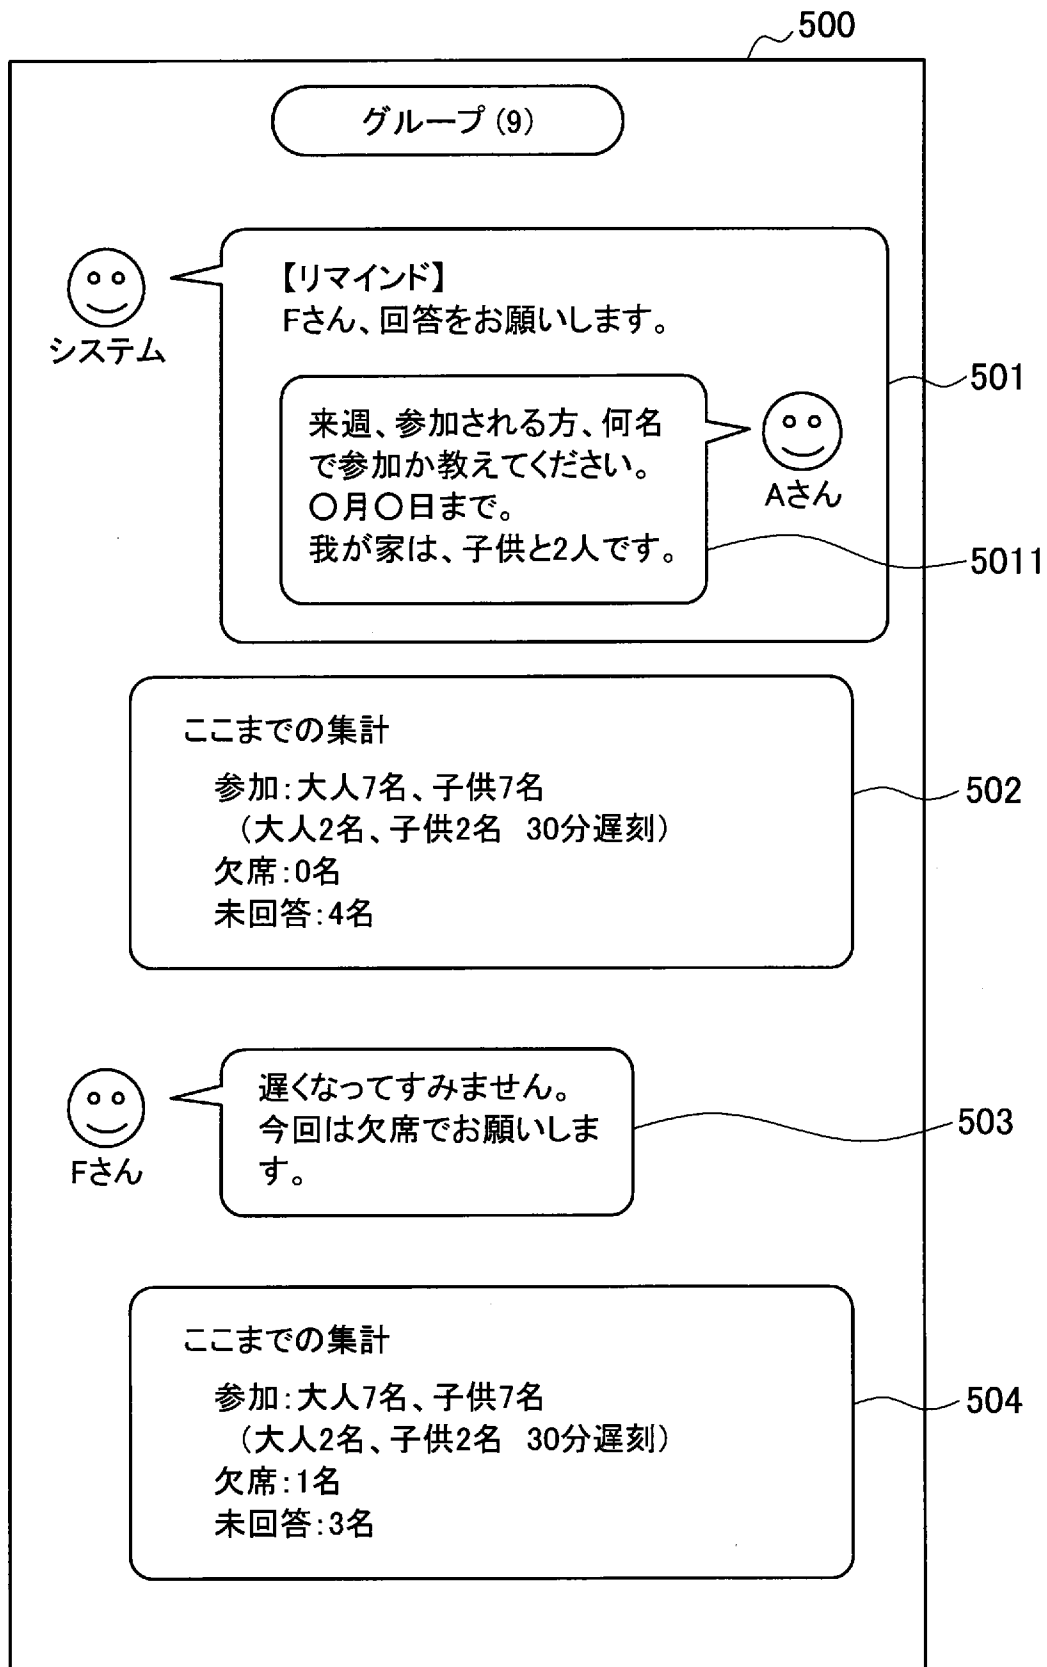 500
グループ(9)
【リマインド】
Fさん、回答をお願いします。
システム
501
来週、参加される方、何名
で参加か教えてください。
〇月〇日まで。
我が家は、子供と2人です。
Aさん
5011
ここまでの集計
参加:大人7名、子供7名
(大人2名、子供2名 30分遅刻)
欠席:0名
未回答:4名
502
遅くなってすみません。
今回は欠席でお願いしま
す。
Fさん
503
ここまでの集計
参加:大人7名、子供7名
(大人2名、子供2名 30分遅刻)
欠席:1名
未回答:3名
504